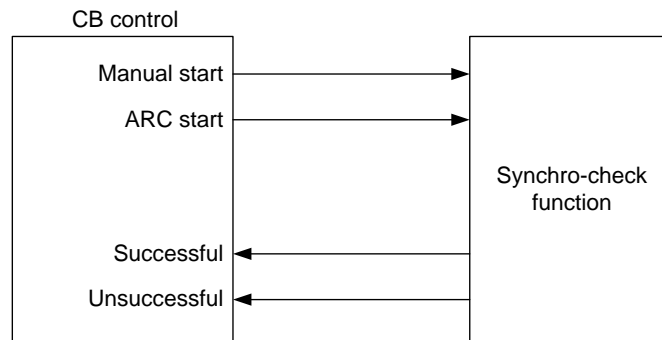 CB control
Manual start
ARC start
Synchro-check
function
Successful
Unsuccessful